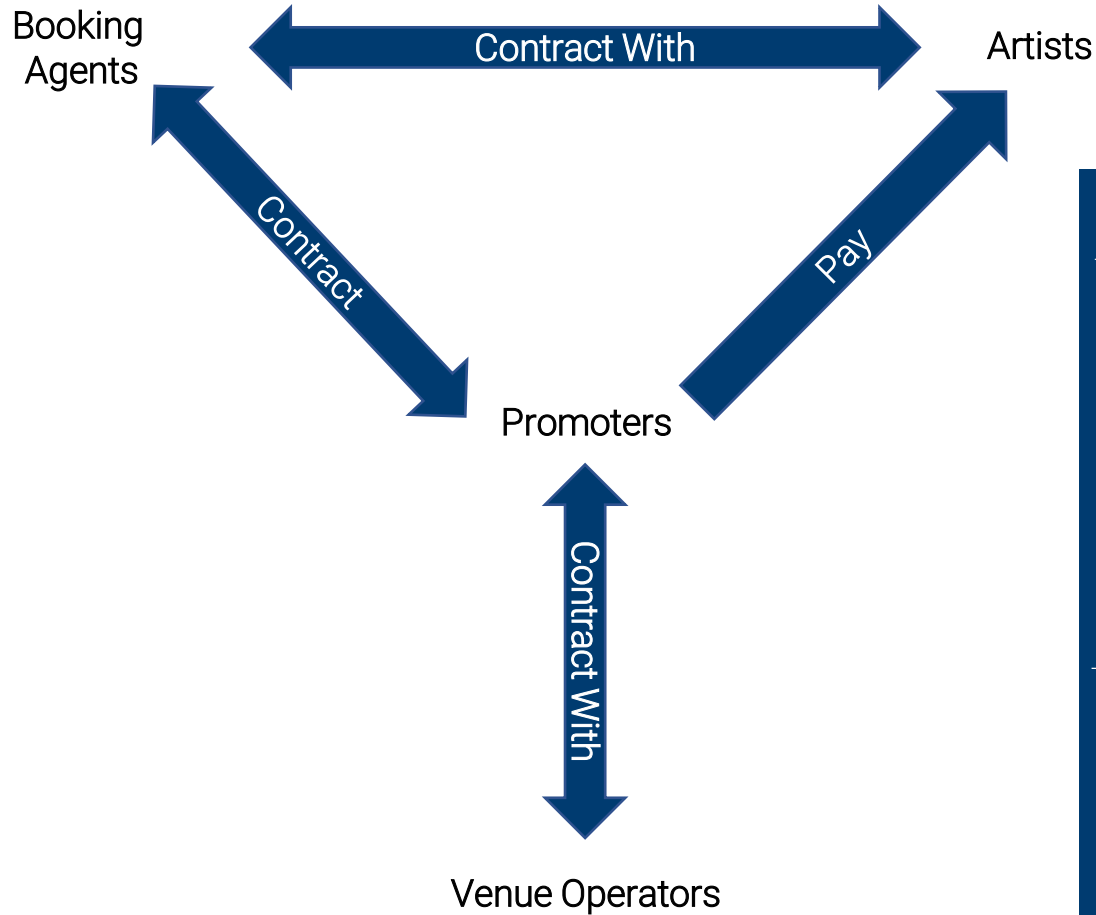 Booking
Agents
Contract With
Artists
Contract
Pay
Promoters
Contract With
Venue Operators